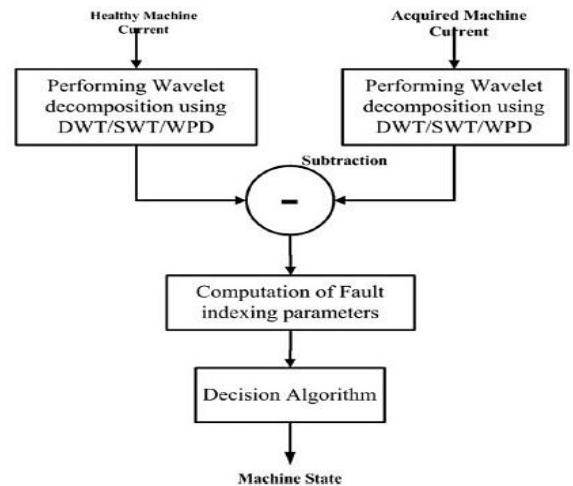 Healthy Machine
Current
Acquired Machine
Current
Performing Wavelet
decomposition using
DWT/SWT/WPD
Performing Wavelet
decomposition using
DWT/SWT/WPD
Subtraction
-
Computation of Fault
indexing parameters
Decision Algorithm
Machine State